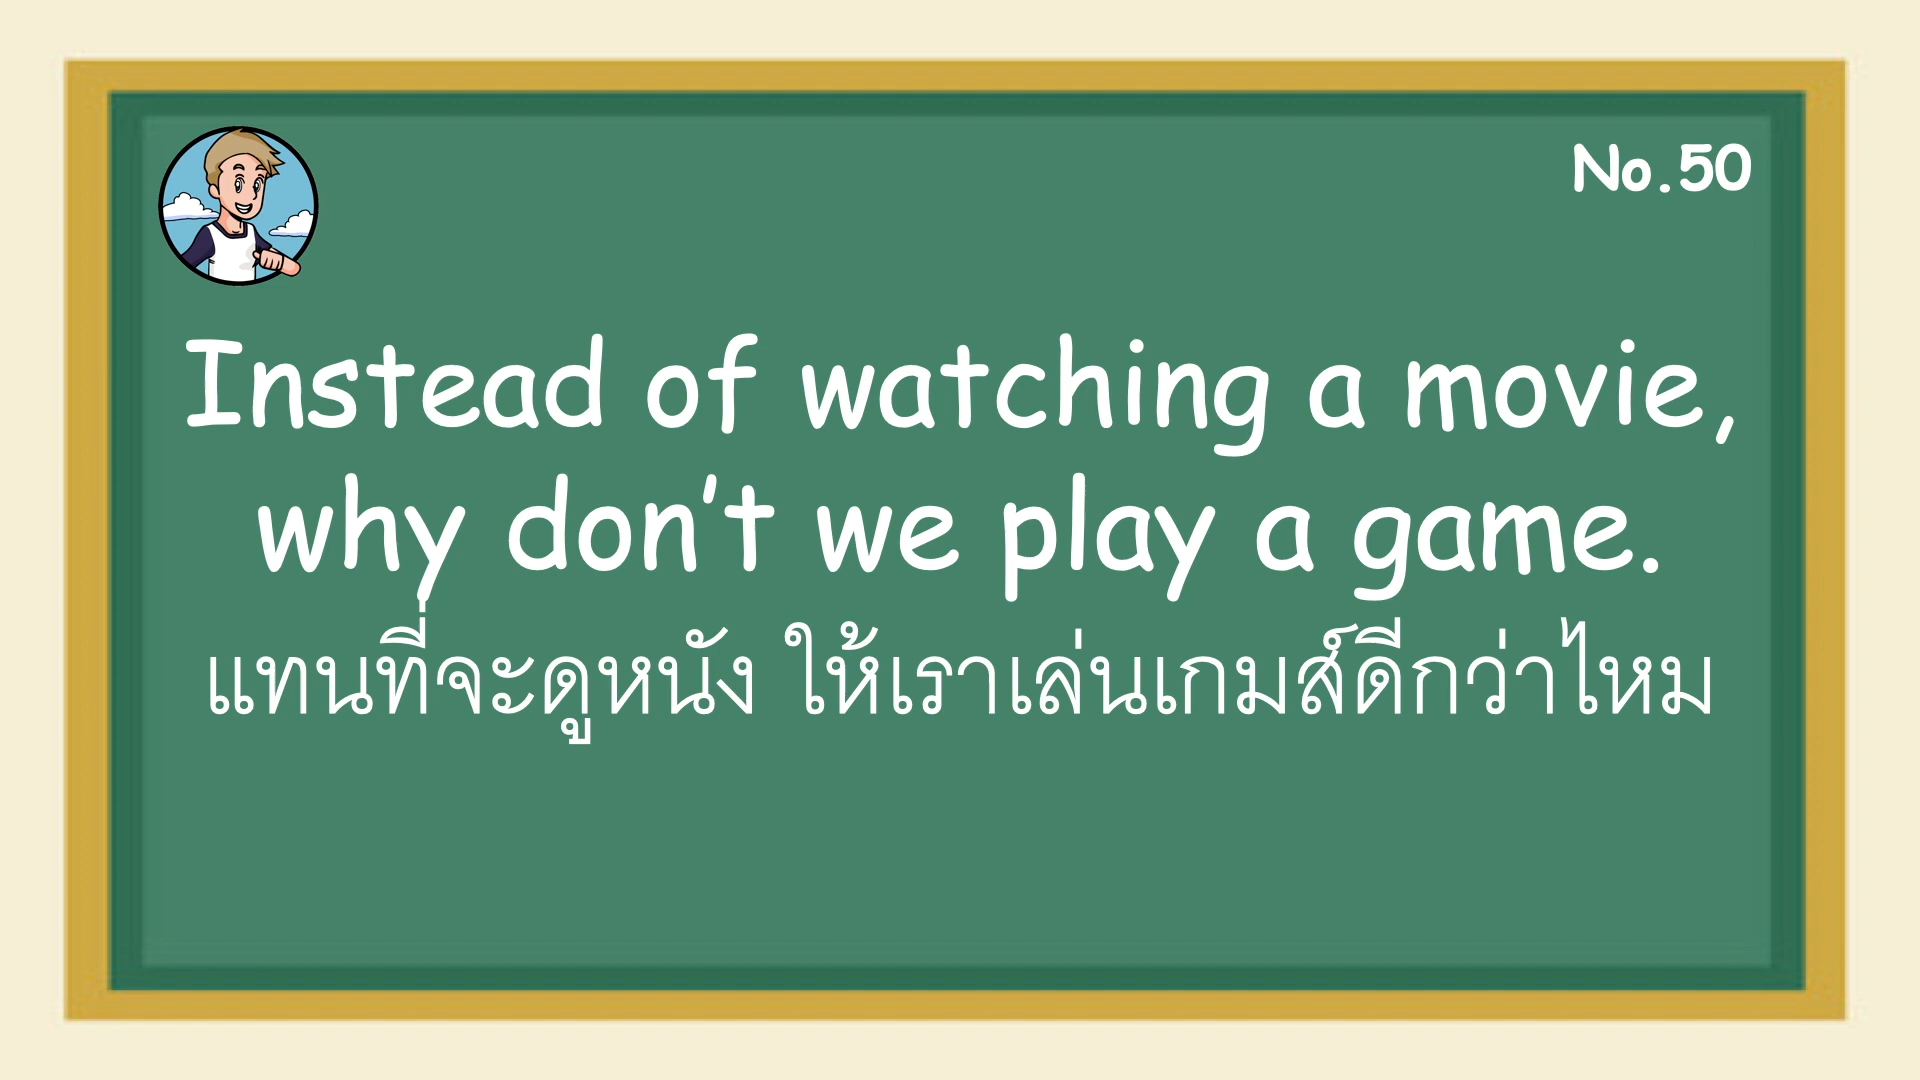 No.50
Instead of watching a movie,
why don't we play a game.
แทนที่จะดูหนัง ให้เราเล่นเกมส์ดีกว่าไหม